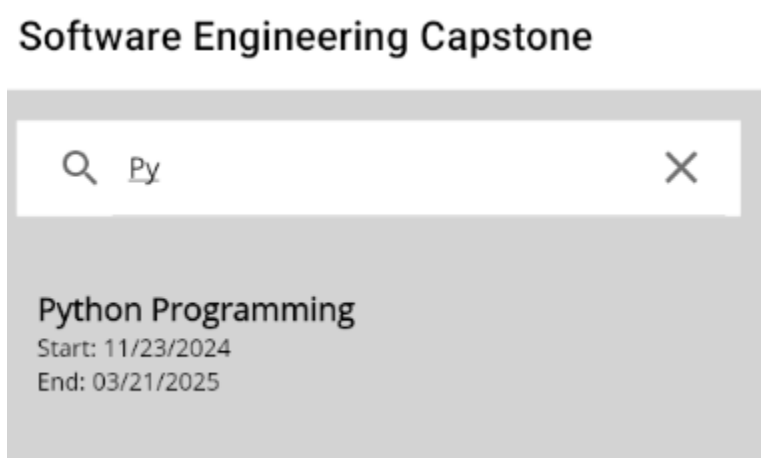 Software Engineering Capstone
Py
Python Programming
Start: 11/23/2024
End: 03/21/2025